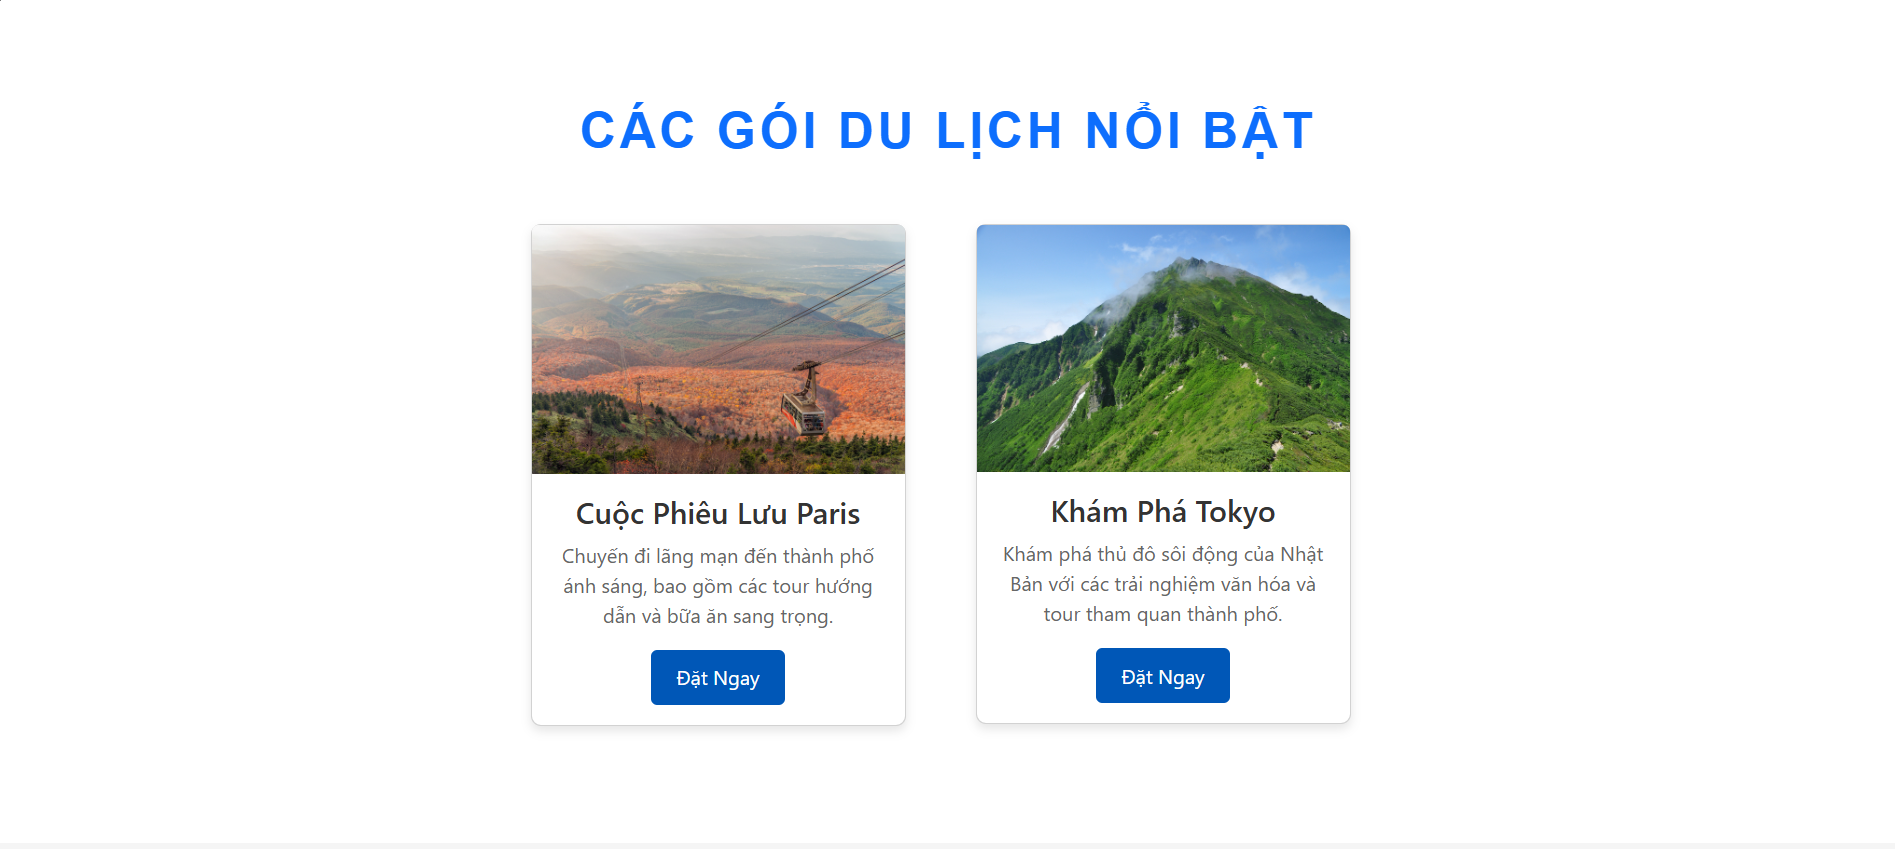 CÁC GÓI DU LỊCH NỔI BẬT
Cuộc Phiêu Lưu Paris
Chuyến đi lãng mạn đến thành phố
ánh sáng, bao gồm các tour hướng
dẫn và bữa ăn sang trọng.
Đặt Ngay
Khám Phá Tokyo
Khám phá thủ đô sôi động của Nhật
Bản với các trải nghiệm văn hóa và
tour tham quan thành phố.
Đặt Ngay